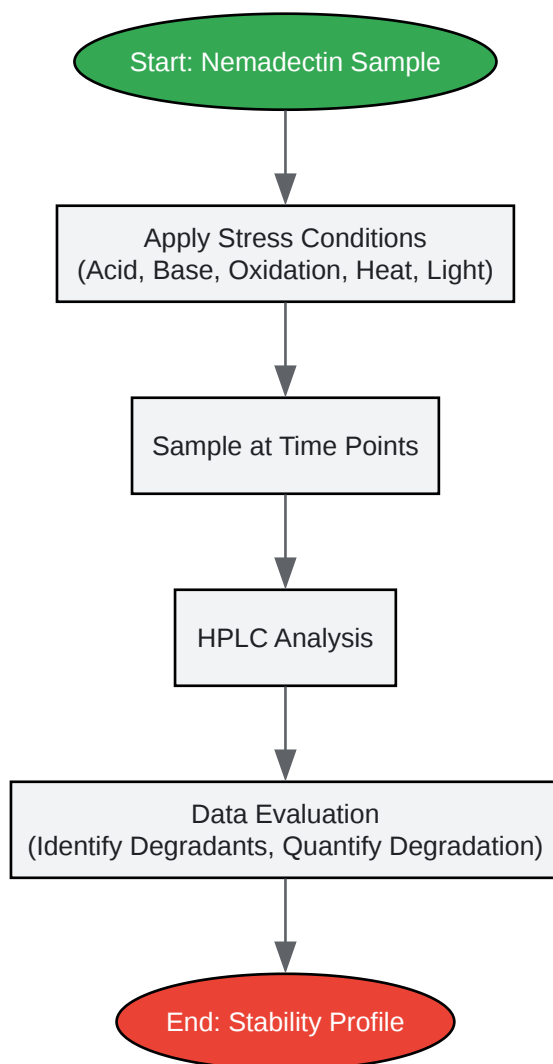 Start: Nemadectin Sample
Apply Stress Conditions
(Acid, Base, Oxidation, Heat, Light)
Sample at Time Points
HPLC Analysis
Data Evaluation
(Identify Degradants, Quantify Degradation)
End: Stability Profile